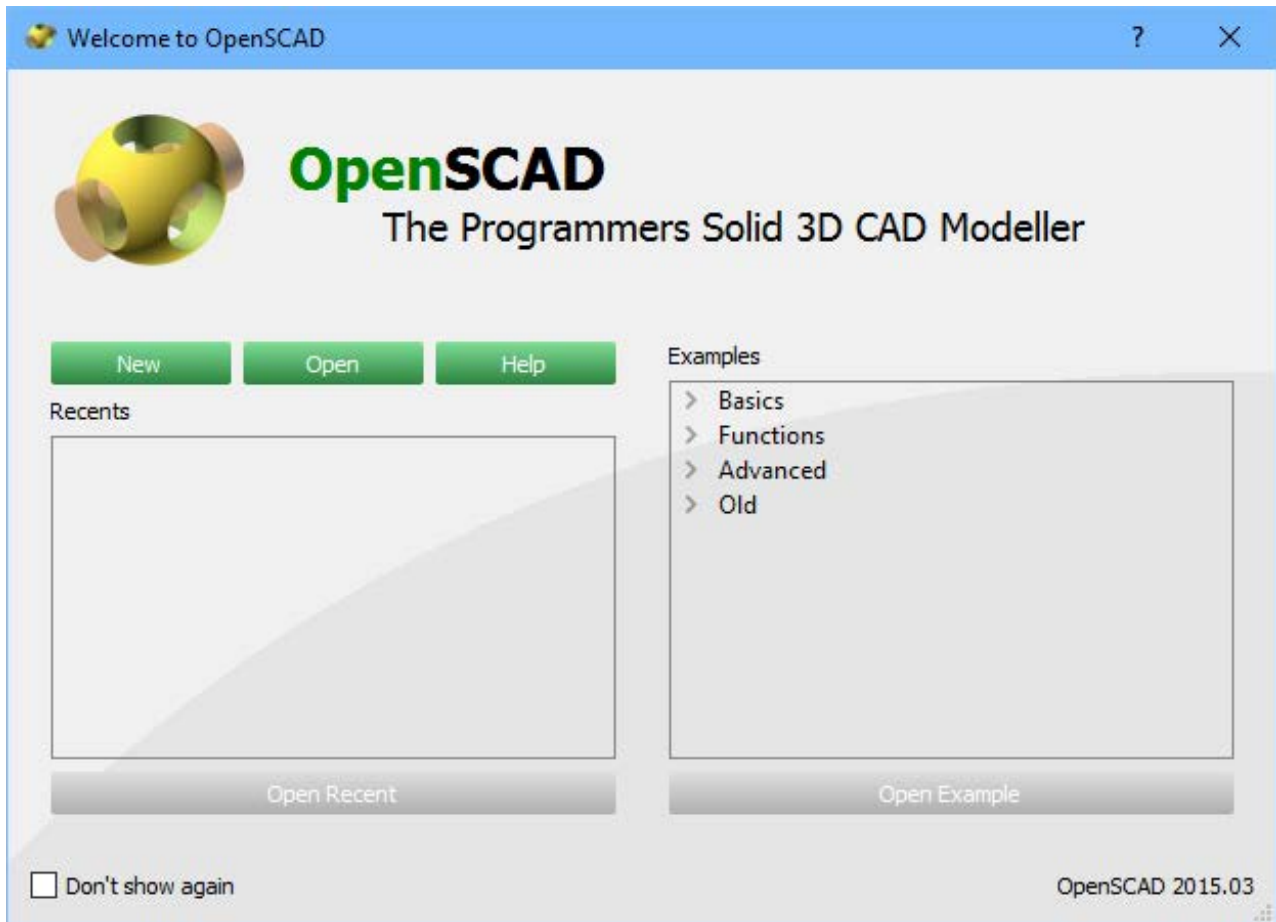 Welcome to OpenSCAD
?
OpenSCAD
The Programmers Solid 3D CAD Modeller
New Open Help
Recents
Open Recent
Examples
Basics
Functions
Advanced
Old
Open Example
Don't show again
OpenSCAD 2015.03